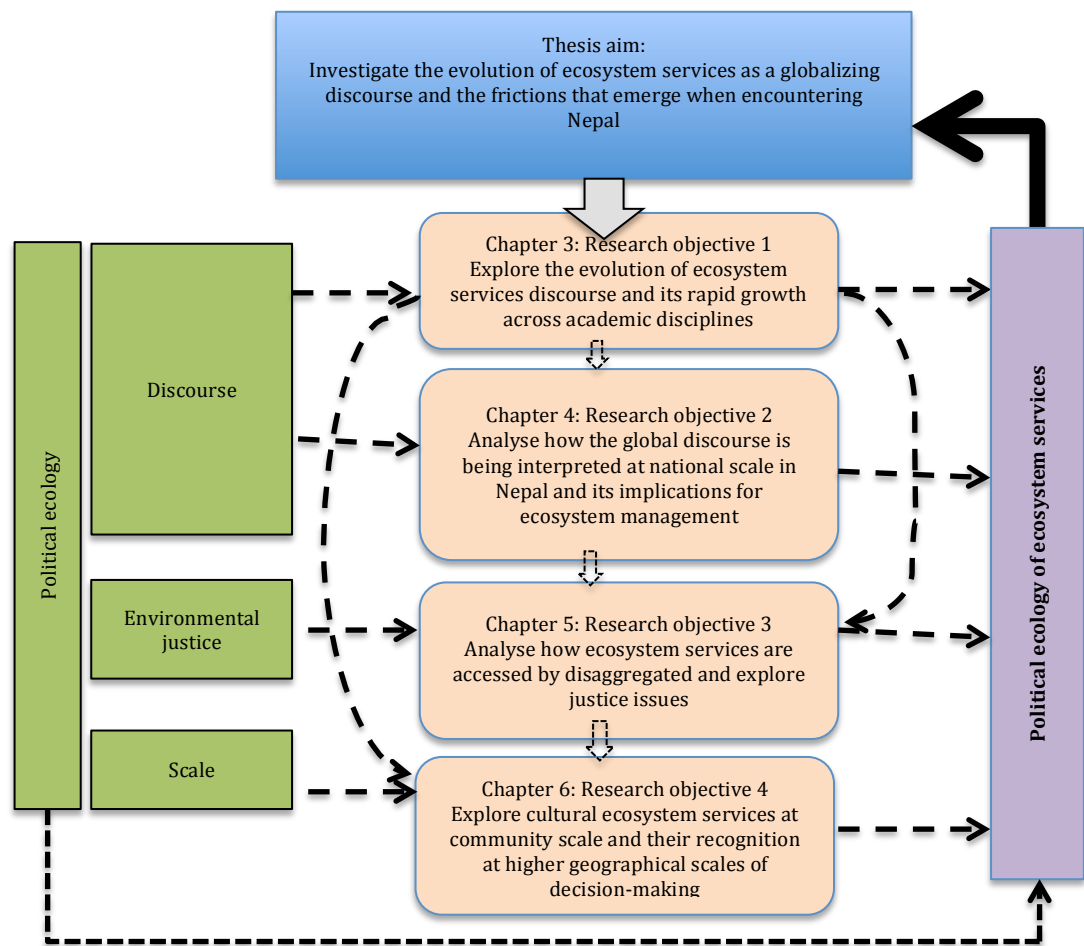 Thesis aim:
Investigate the evolution of ecosystem services as a globalizing
discourse and the frictions that emerge when encountering
Nepal
Political ecology
Discourse
Environmental
justice
Scale
Chapter 3: Research objective 1
Explore the evolution of ecosystem
services discourse and its rapid growth
across academic disciplines
Chapter 4: Research objective 2
Analyse how the global discourse is
being interpreted at national scale in
Nepal and its implications for
ecosystem management
Chapter 5: Research objective 3
Analyse how ecosystem services are
accessed by disaggregated and explore
justice issues
Chapter 6: Research objective 4
Explore cultural ecosystem services at
community scale and their recognition
at higher geographical scales of
decision-making
Political ecology of ecosystem services